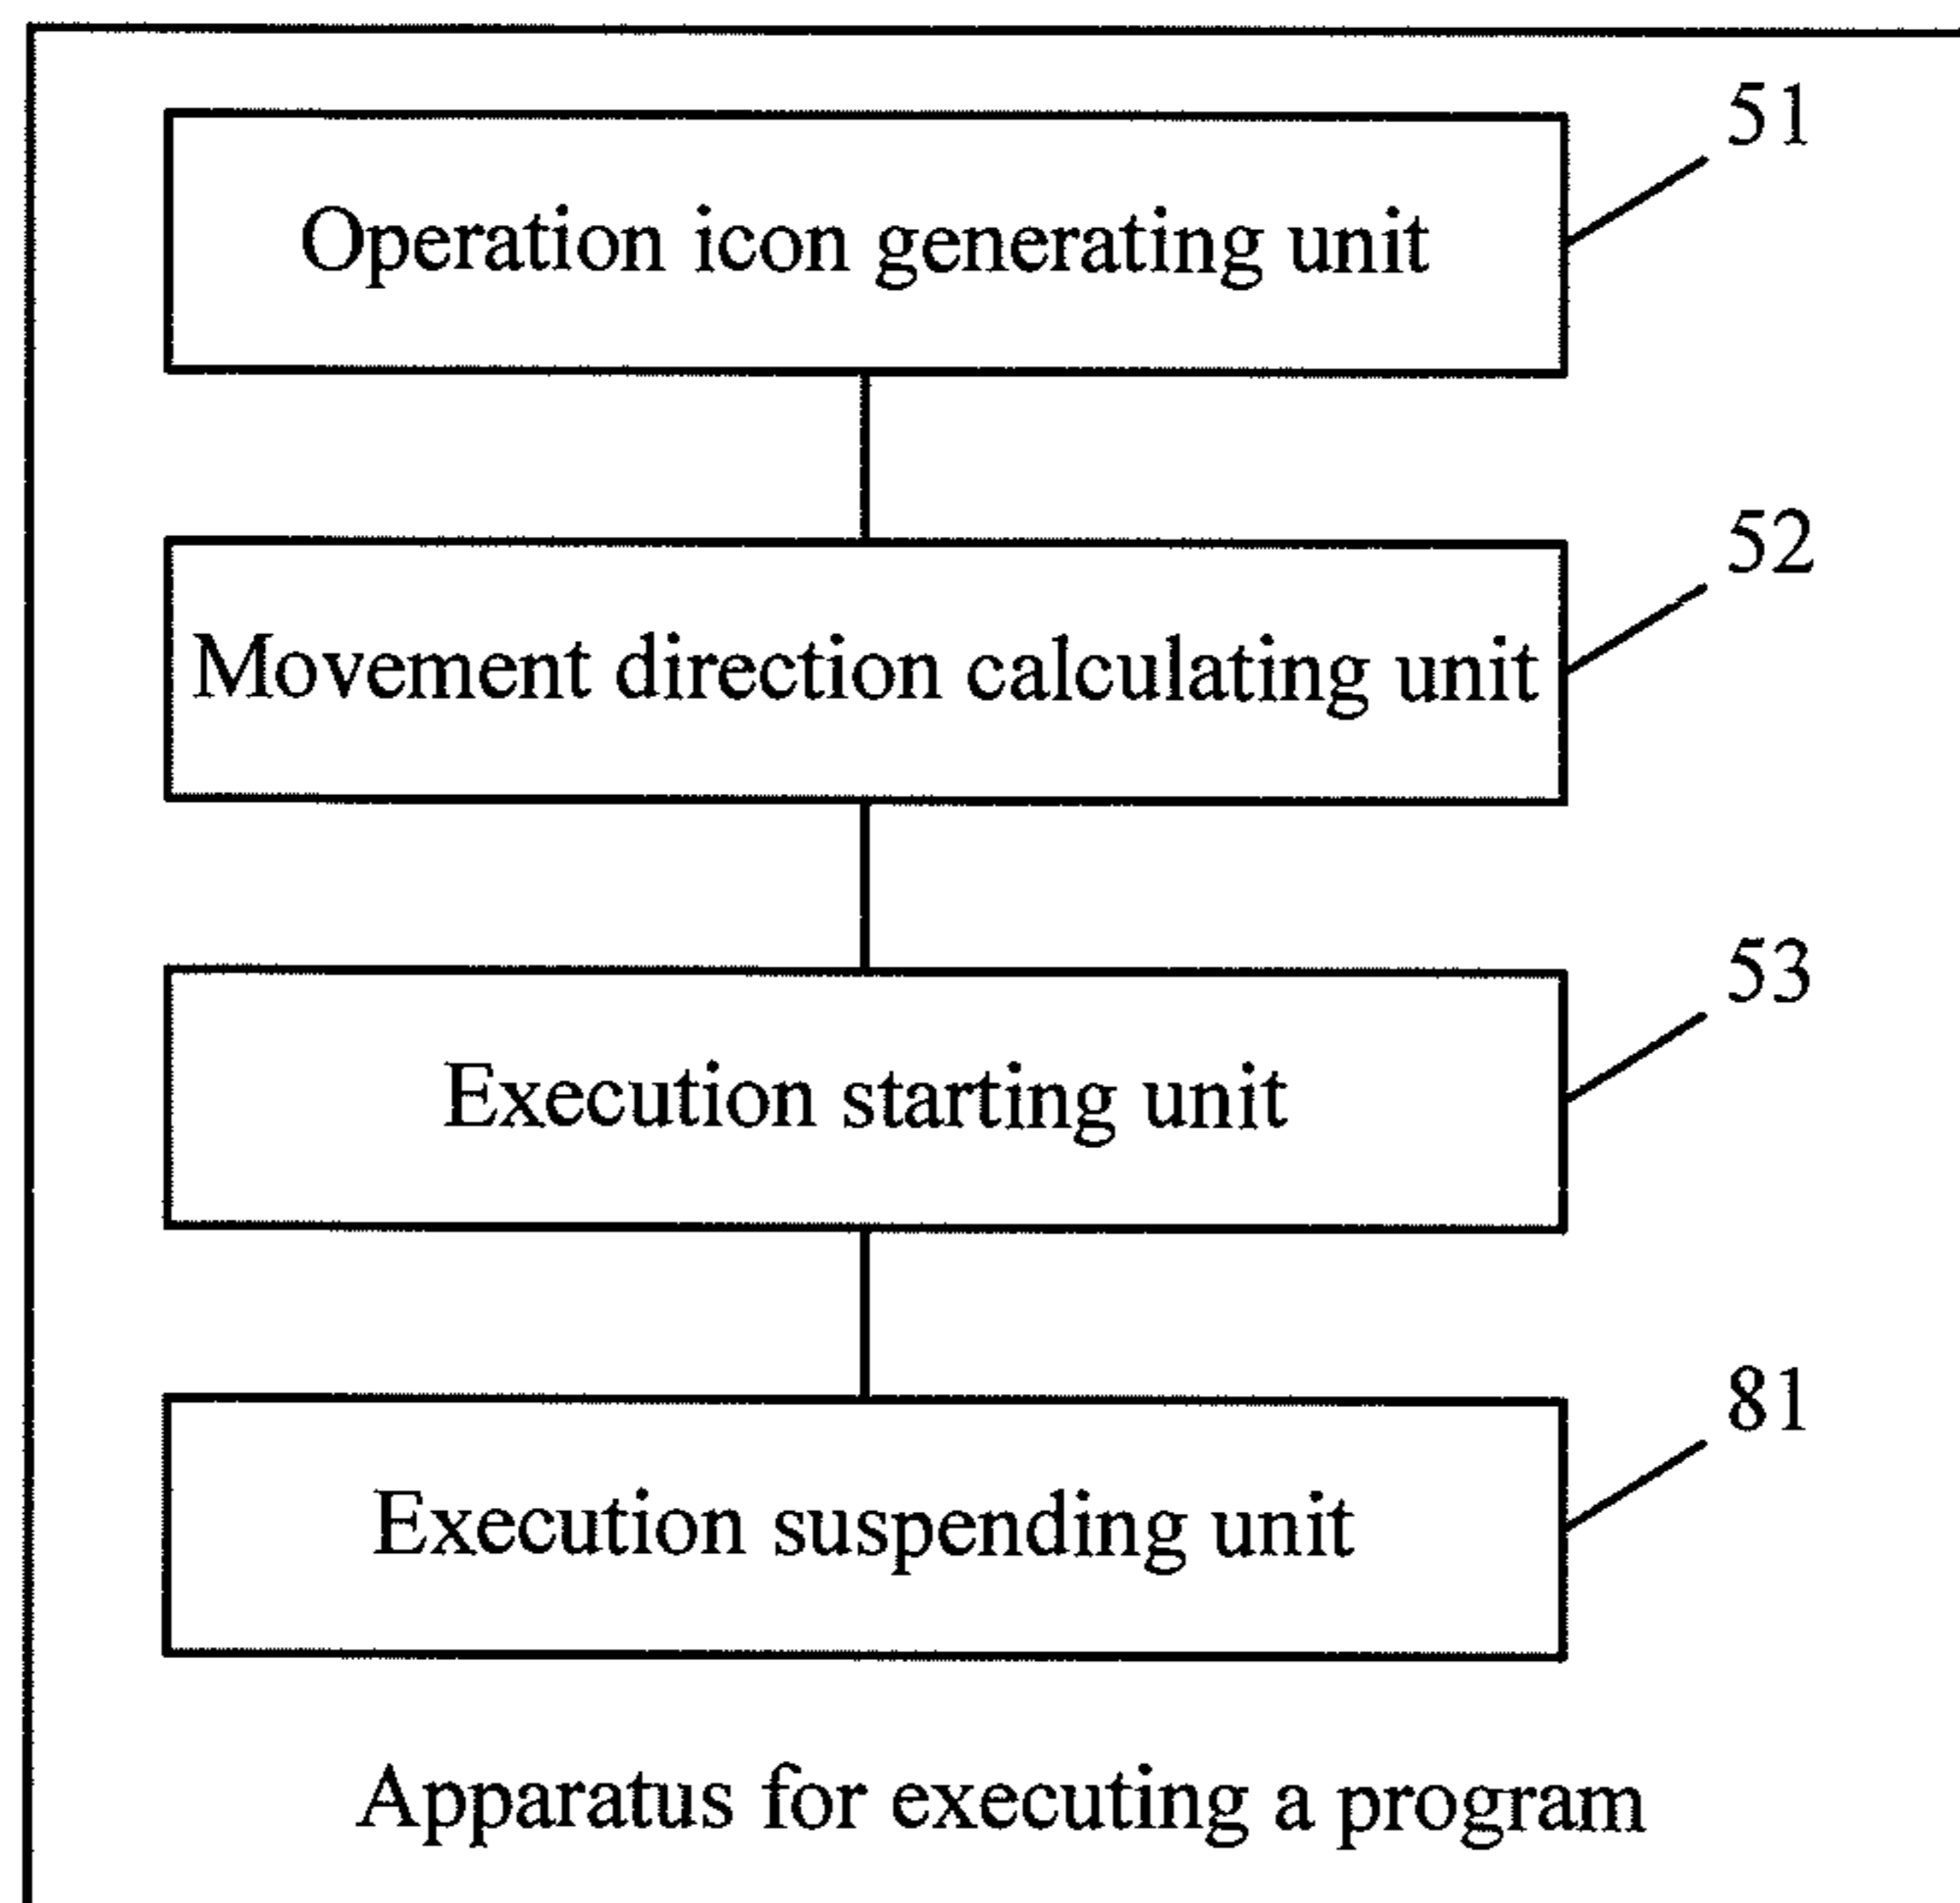 51
Operation icon generating unit
52
Movement direction calculating unit
53
Execution starting unit
81
Execution suspending unit
Apparatus for executing a program